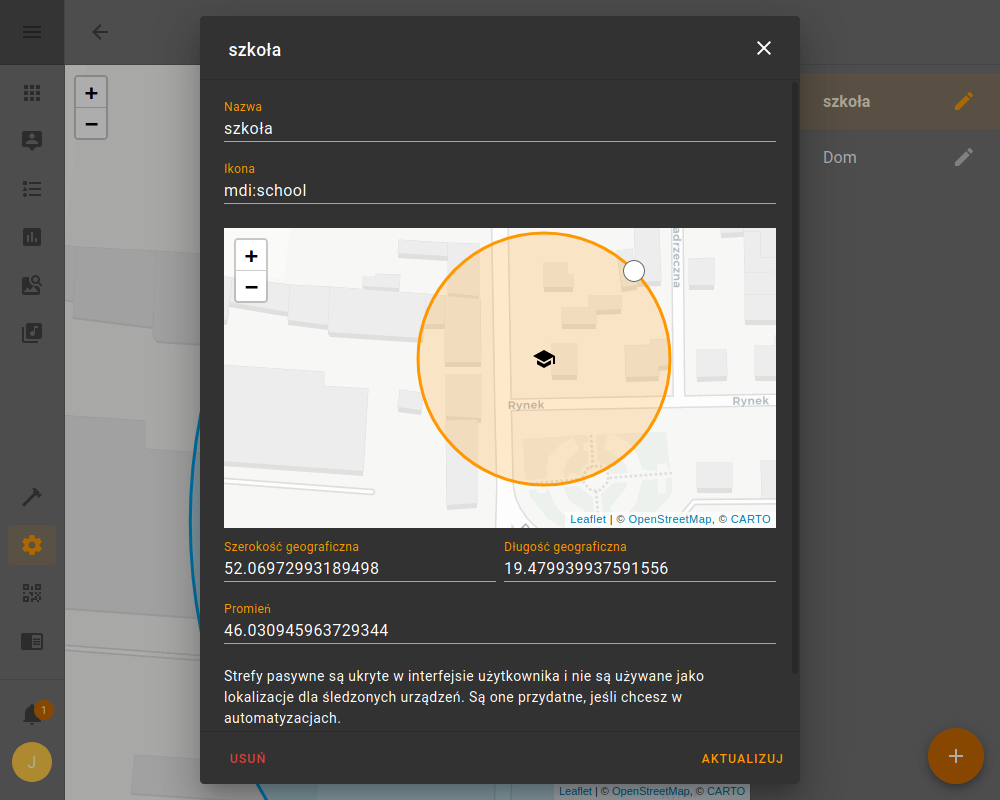 szkoła
+
−
szkoła
Dom
Nazwa
szkoła
Ikona
mdi:school
+
−
Rynek
Rynek
Leaflet | © OpenStreetMap, © CARTO
Szerokość geograficzna
52.06972993189498
Długość geograficzna
19.479939937591556
Promień
46.030945963729344
Strefy pasywne są ukryte w interfejsie użytkownika i nie są używane jako
lokalizacje dla śledzonych urządzeń. Są one przydatne, jeśli chcesz w
automatyzacjach.
1
J
USUŃ
AKTUALIZUJ
+
Leaflet | © OpenStreetMap, © CARTO